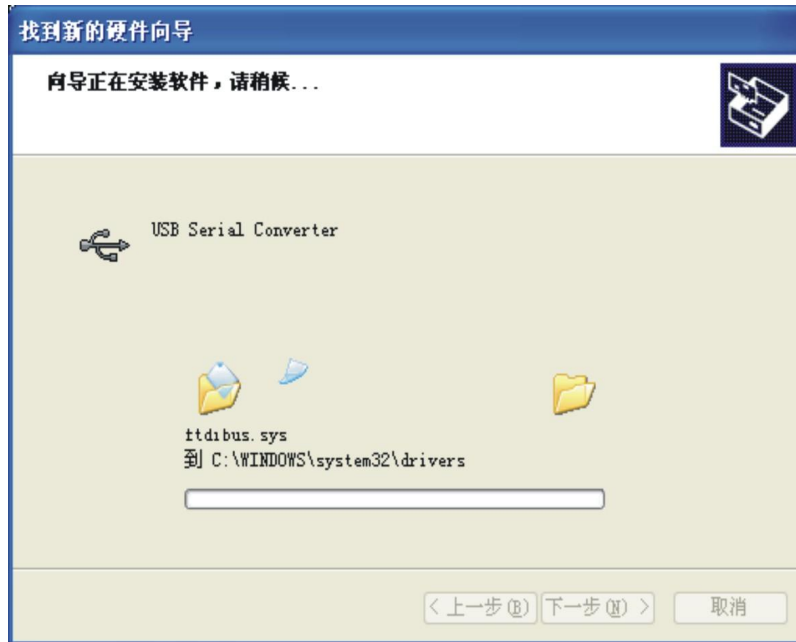 找到新的硬件向导
向导正在安装软件，请稍候...
USB Serial Converter
ftdibus.sys
到 C:\WINDOWS\system32\drivers
< 上一步(B) 下一步(N) > 取消